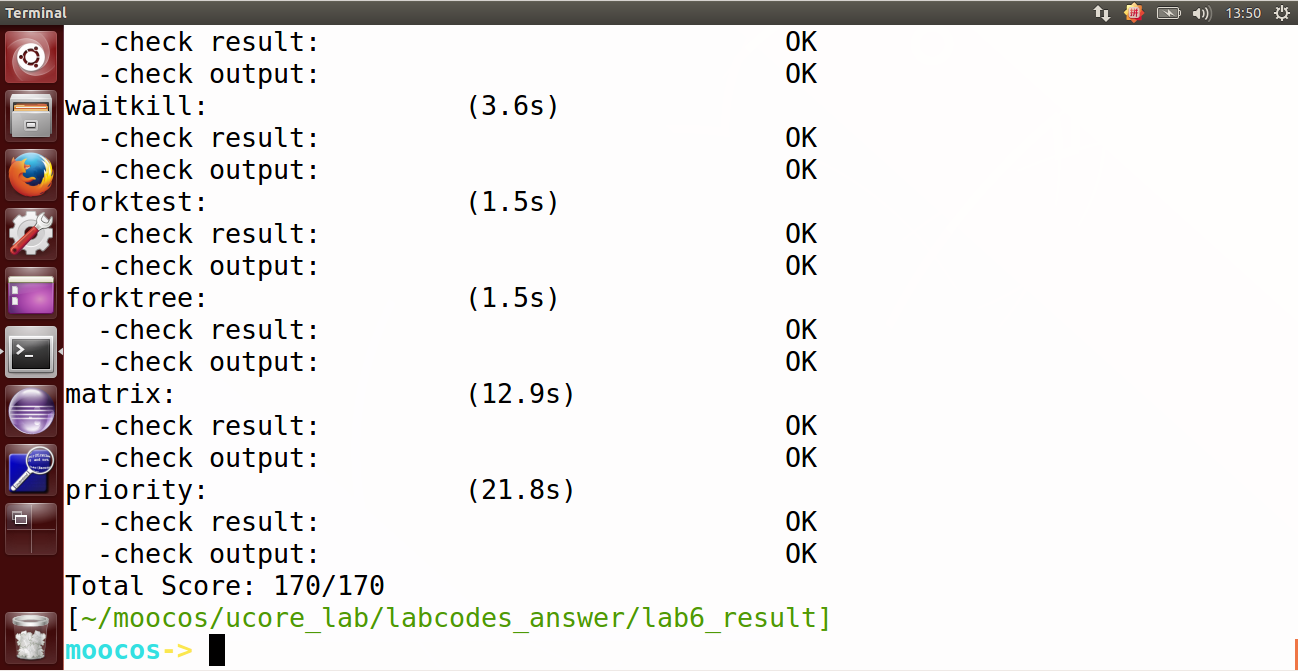 Terminal 13:50
-check result: OK
-check output: OK
waitkill: (3.6s)
-check result: OK
-check output: OK
forktest: (1.5s)
-check result: OK
-check output: OK
forktree: (1.5s)
-check result: OK
-check output: OK
matrix: (12.9s)
-check result: OK
-check output: OK
priority: (21.8s)
-check result: OK
-check output: OK
Total Score: 170/170
[~/moocos/ucore_lab/labcodes_answer/lab6_result]
moocos->